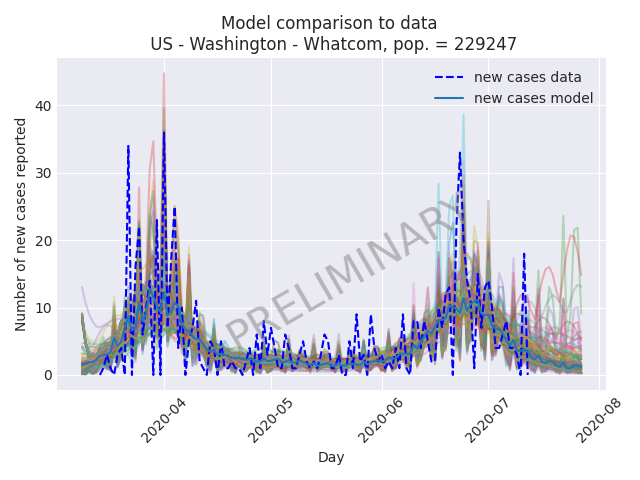 Model comparison to data
US - Washington - Whatcom, pop. = 229247
new cases data
new cases model
PRELIMINARY
Number of new cases reported
40
30
20
10
0
2020-04
2020-05
2020-06
2020-07
2020-08
Day